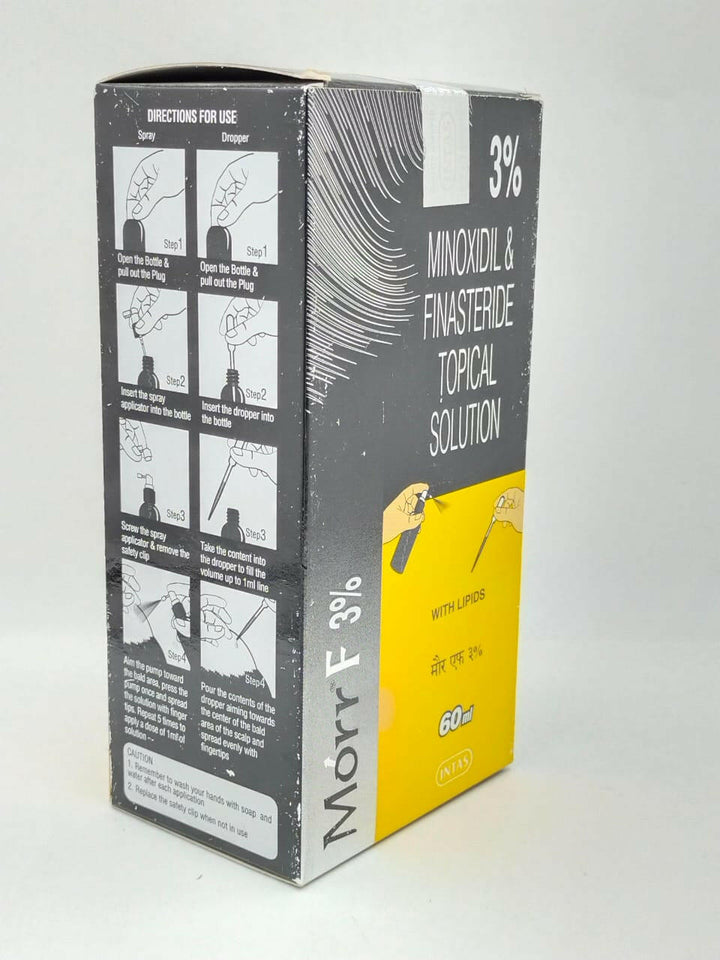 DIRECTIONS FOR USE
Spray
Step1
Open the Bottle &
pull out the Plug
Step2
Insert the spray
applicator into the bottle
Step3
Screw the spray
applicator & remove the
safety clip
Step4
Aim the pump toward
the bald area, press the
pump once and spread
the solution with finger
tips. Repeat 5 times to
apply a dose of 1ml of
solution
Dropper
Step1
Open the Bottle &
pull out the Plug
Step2
Insert the dropper into
the bottle
Step3
Take the content into
the dropper to fill the
volume up to 1ml line
Step4
Pour the contents of the
dropper aiming towards
the center of the bald
area of the scalp and
spread evenly with
fingertips
CAUTION
1. Remember to wash your hands with soap and
water after each application
2. Replace the safety clip when not in use
Morr F 3%
3%
MINOXIDIL &
FINASTERIDE
TOPICAL
SOLUTION
WITH LIPIDS
मौर एफ ३%
60ml
INTAS